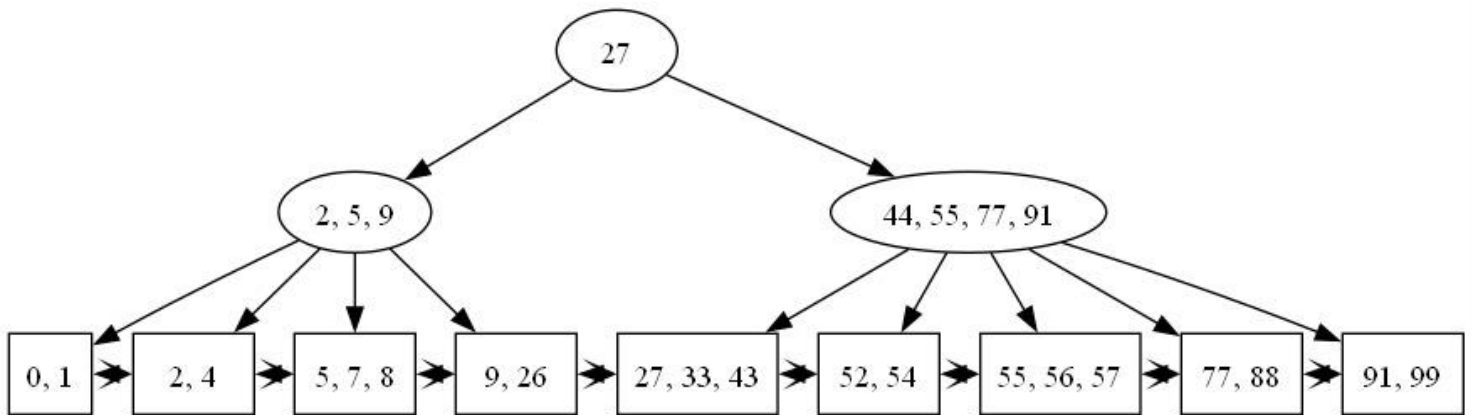 27
2, 5, 9
44, 55, 77, 91
0, 1
2, 4
5, 7, 8
9, 26
27, 33, 43
52, 54
55, 56, 57
77, 88
91, 99